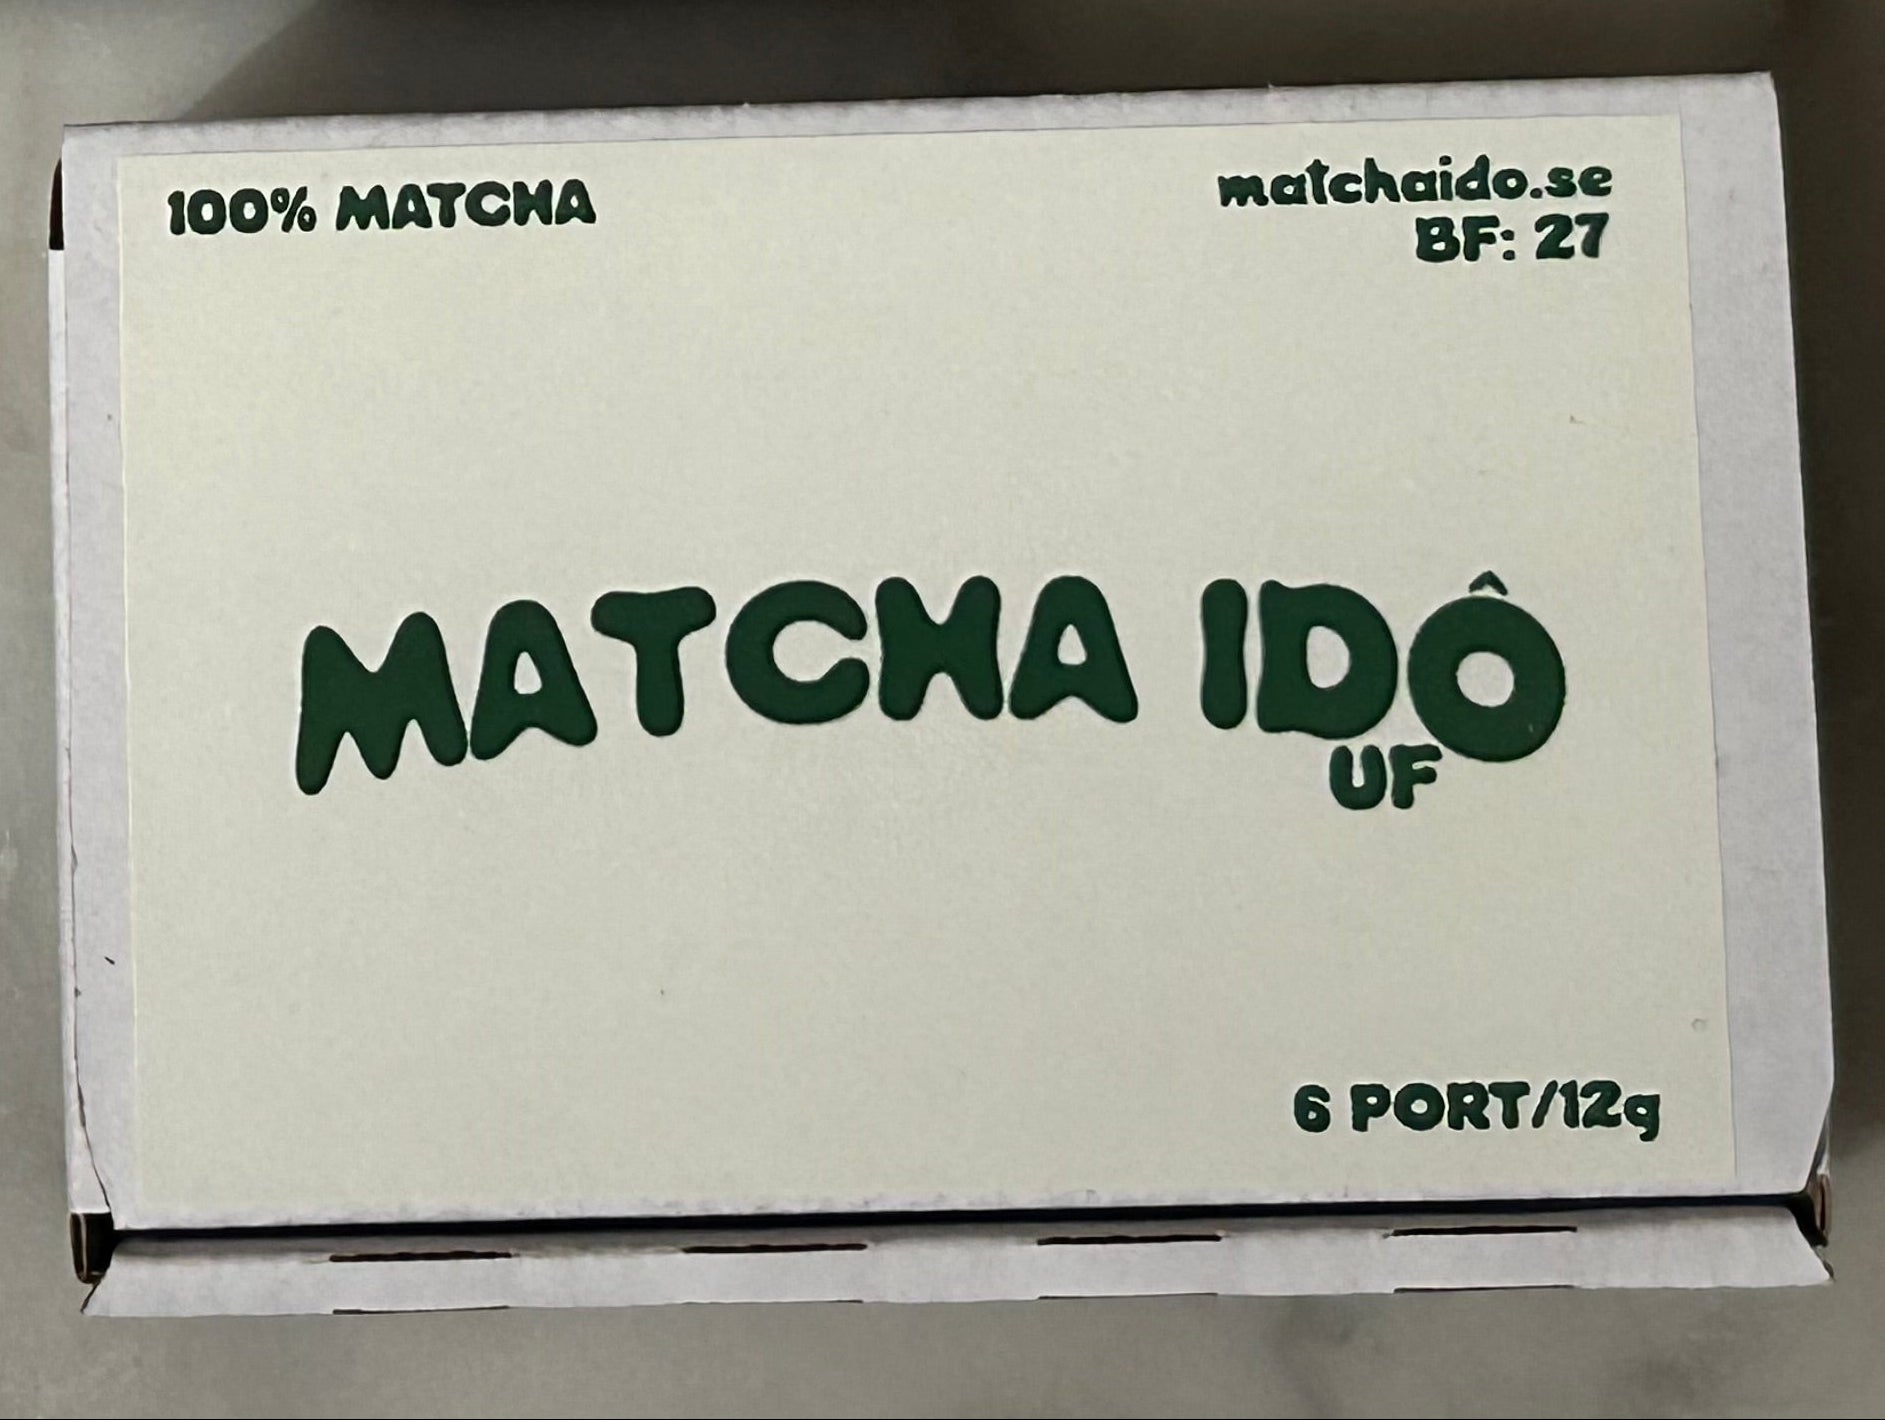 100% MATCHA
matchaido.se
BF: 27
MATCHA IDÔ
UF
6 PORT/12g